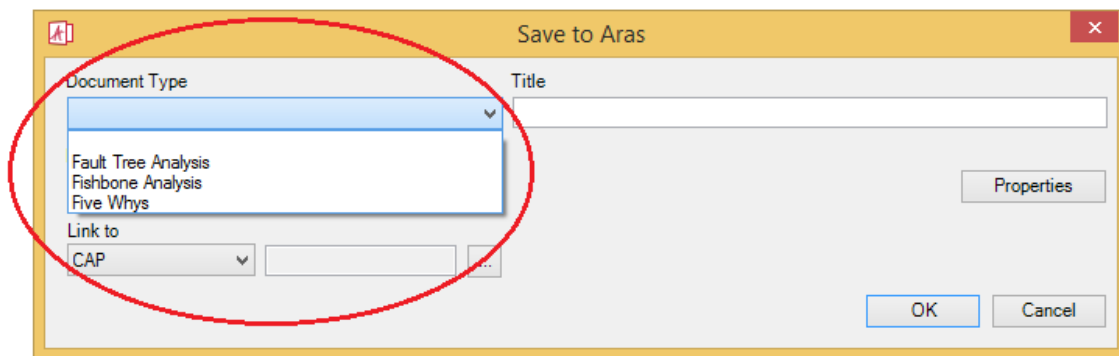 Save to Aras
Document Type
Title
Fault Tree Analysis
Fishbone Analysis
Five Whys
Properties
Link to
CAP
...
OK
Cancel